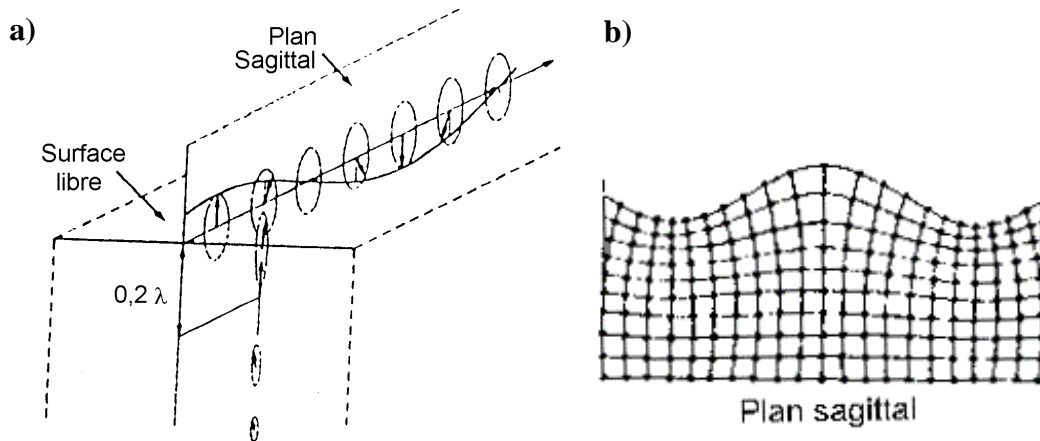 a)
Plan
Sagittal
Surface
libre
0,2 λ
b)
Plan sagittal